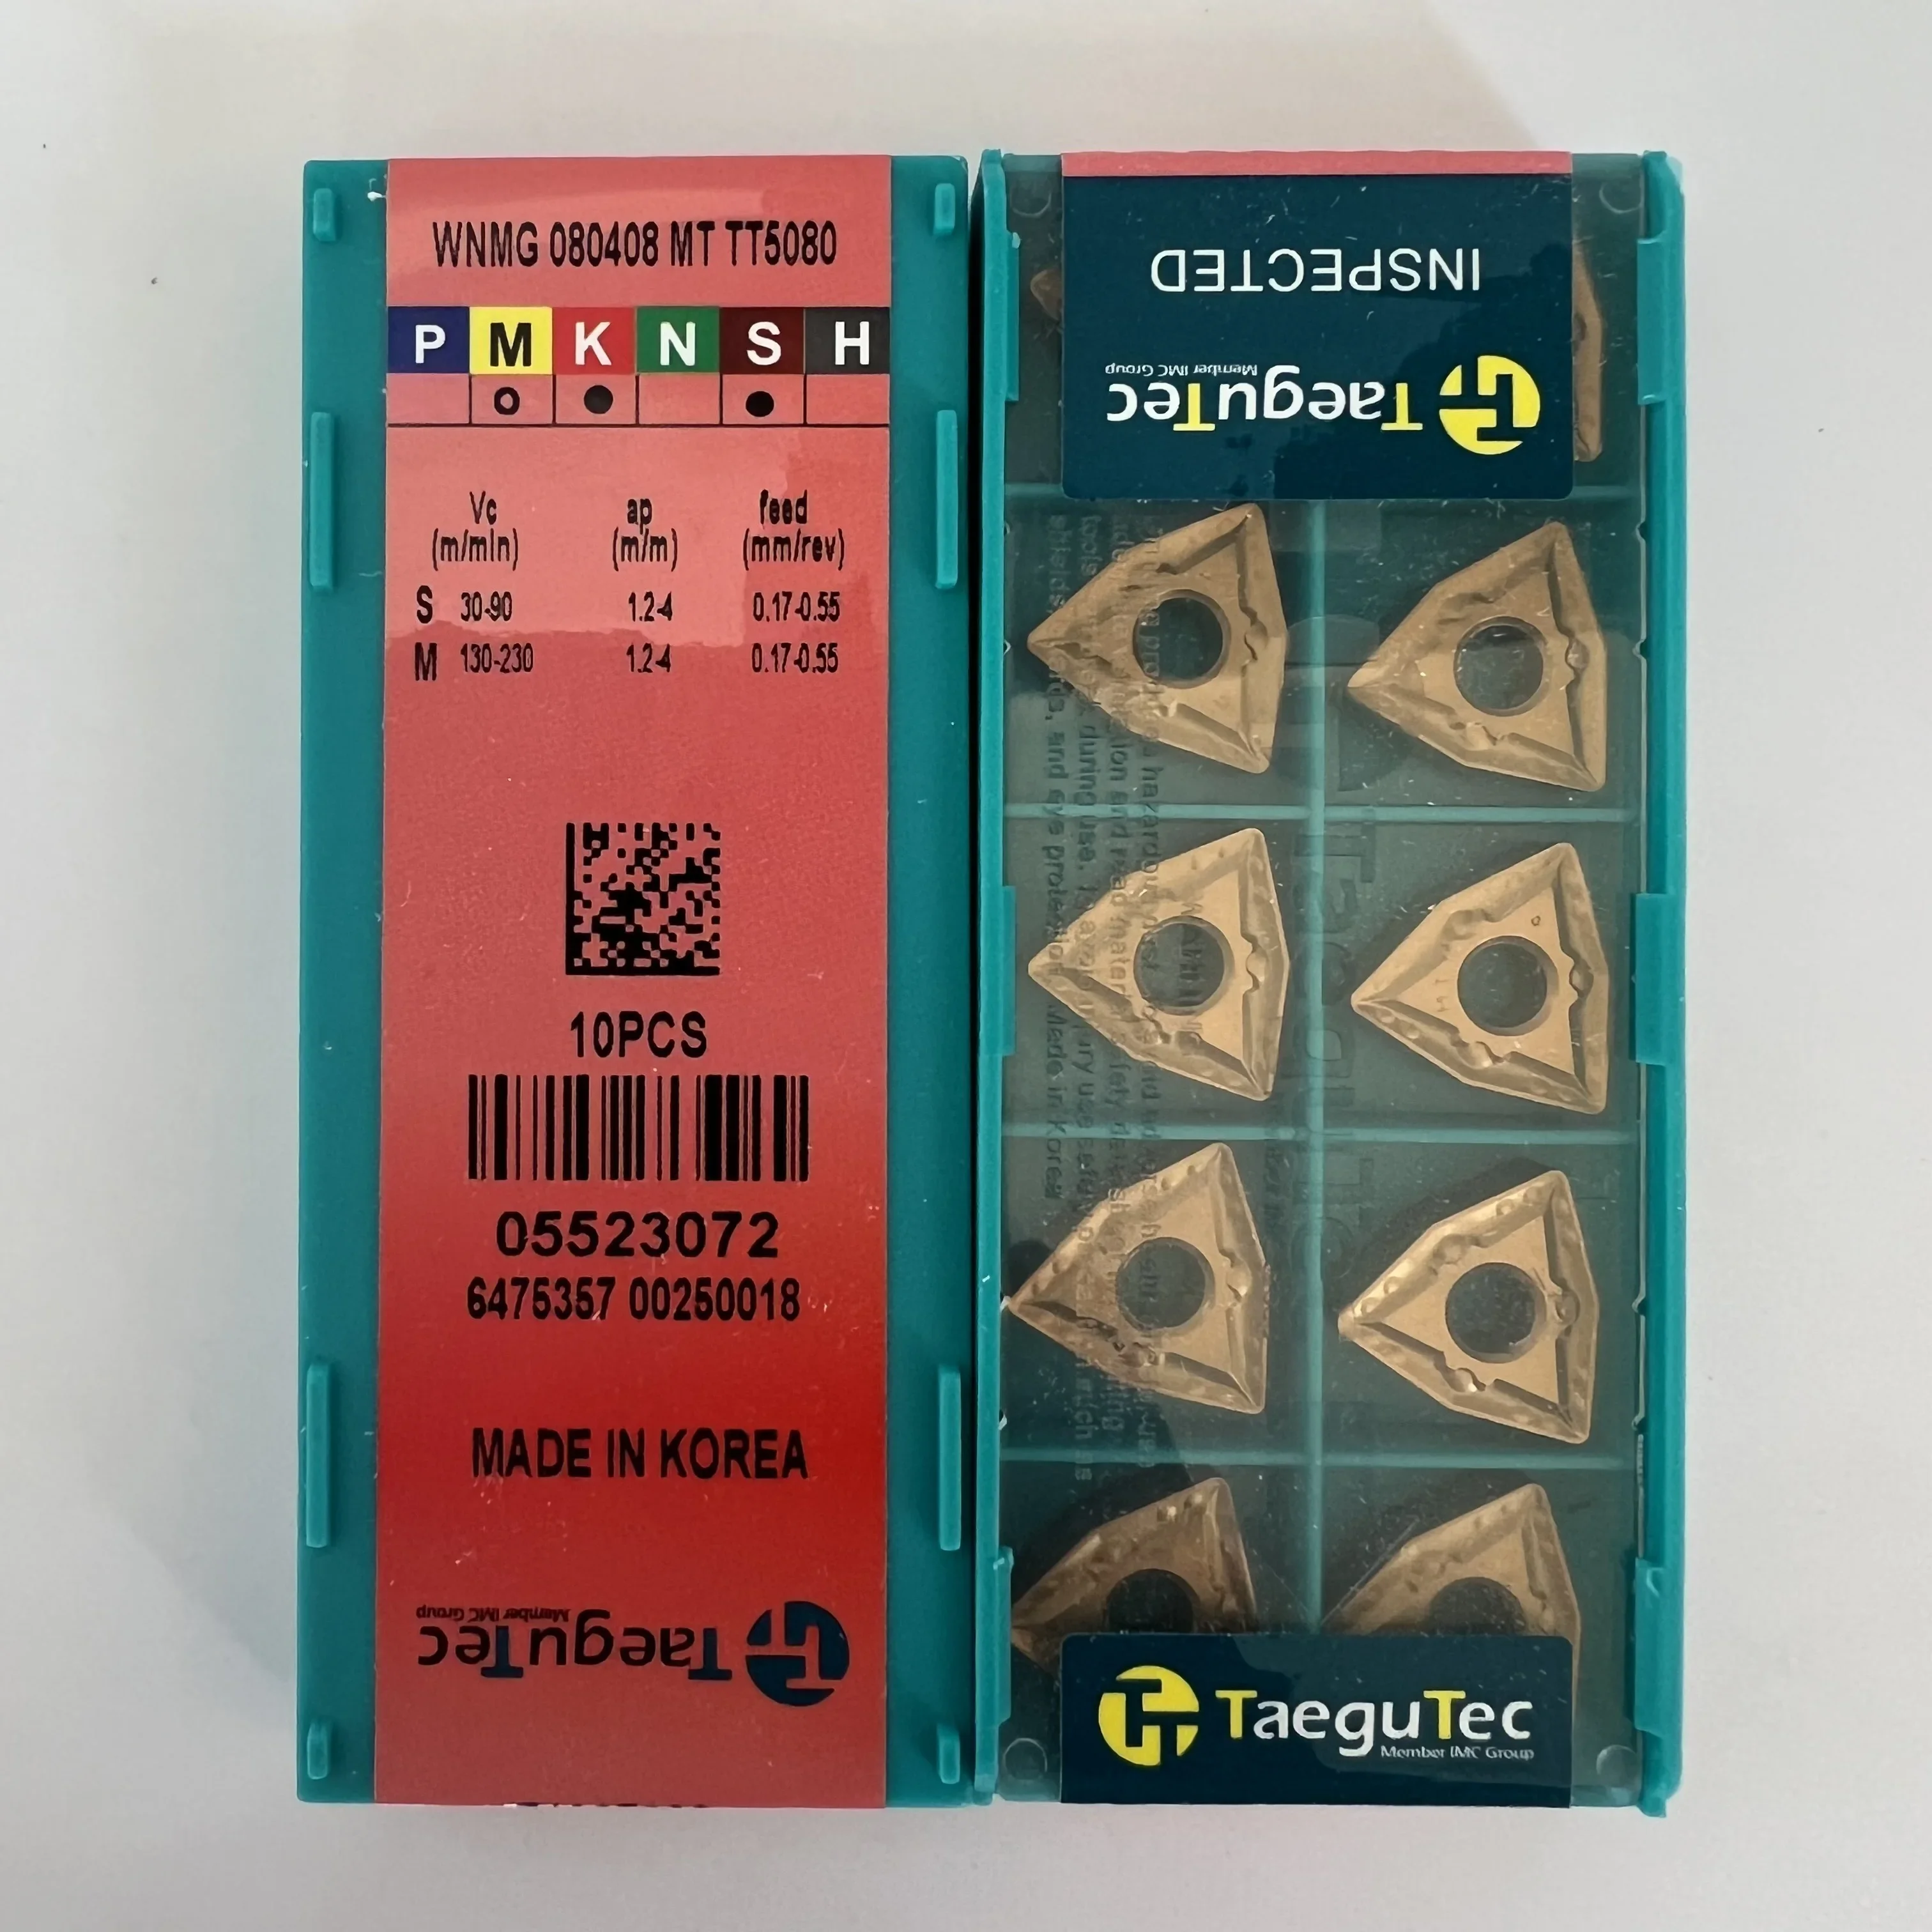 WNMG 080408 MT TT5080
P M K N S H
Vc ap feed
(m/min) (m/m) (mm/rev)
S 30-90 1.2-4 0.17-0.55
M 130-230 1.2-4 0.17-0.55
10PCS
05523072
6475357 00250018
MADE IN KOREA
TaeguTec
Member IMC Group
INSPECTED
TaeguTec
Member IMC Group
TaeguTec
Member IMC Group